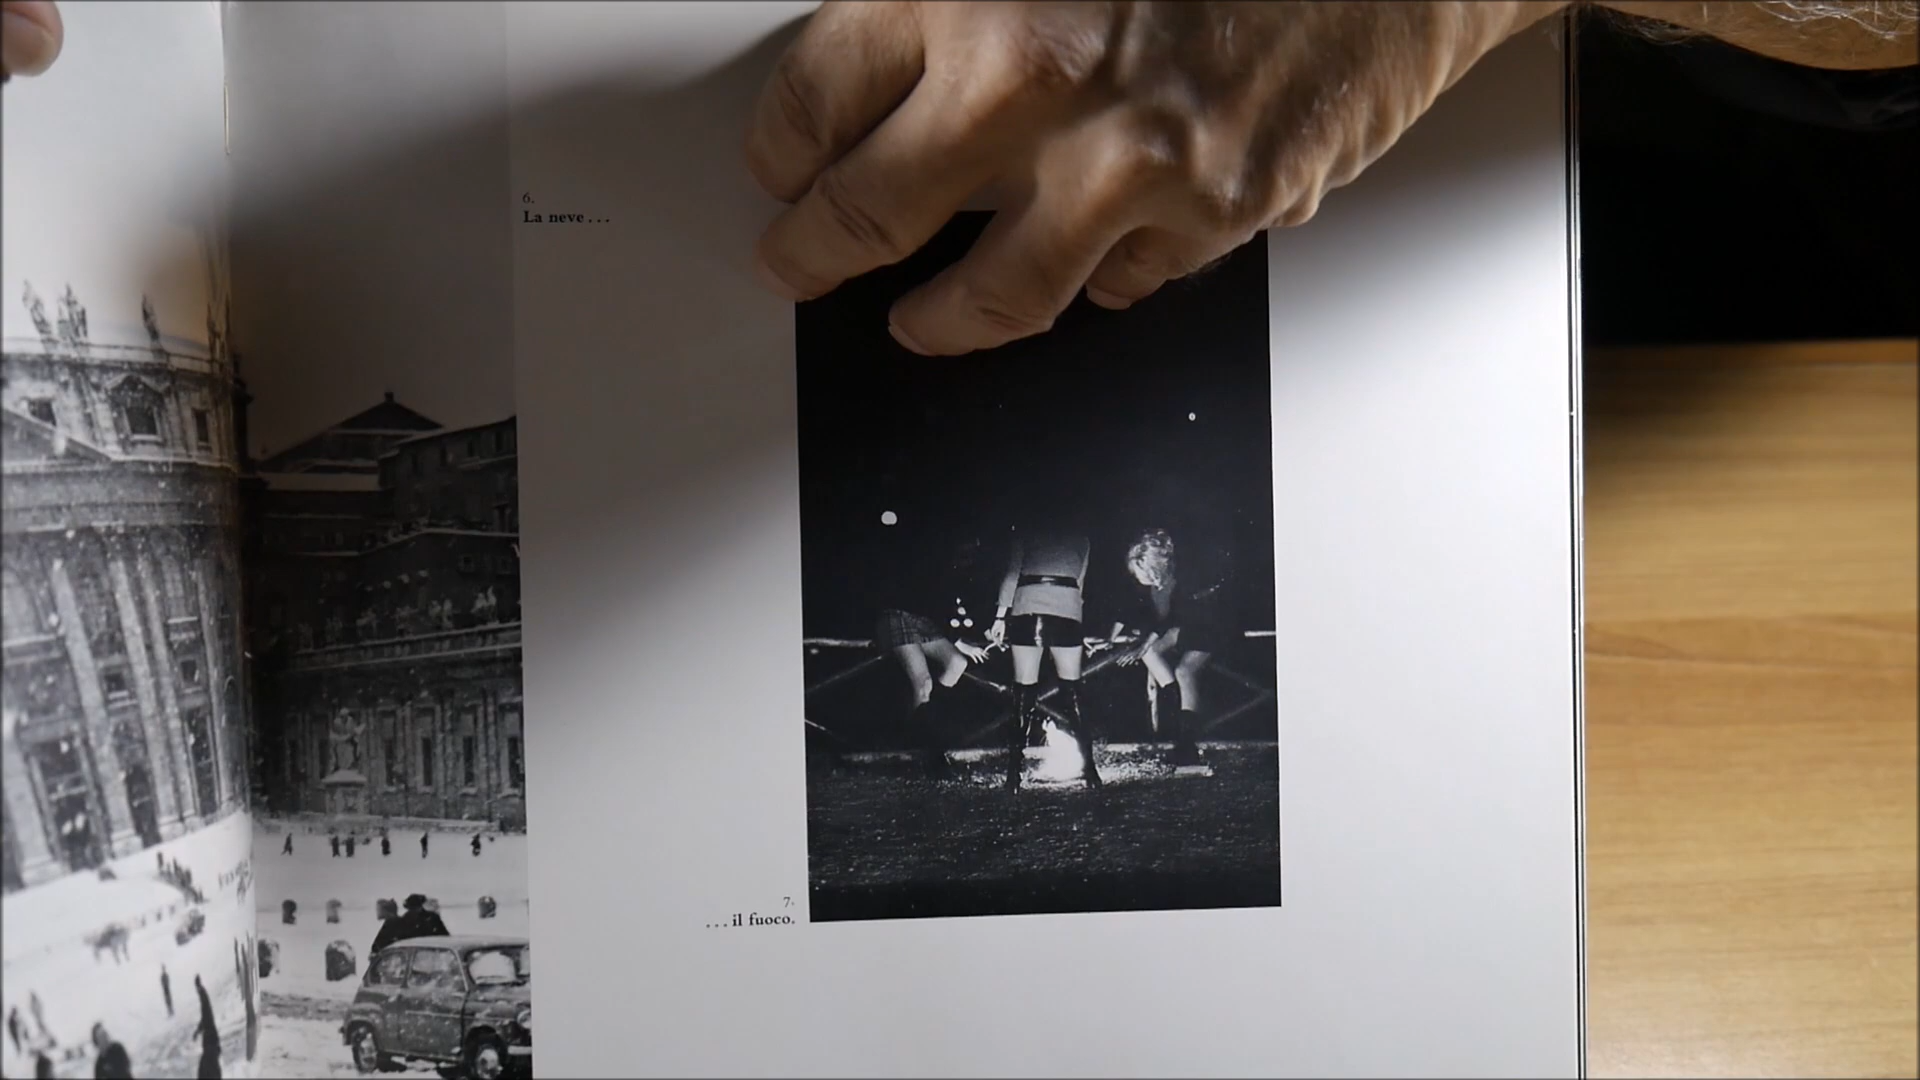 6.
La neve . . .
7.
. . . il fuoco.